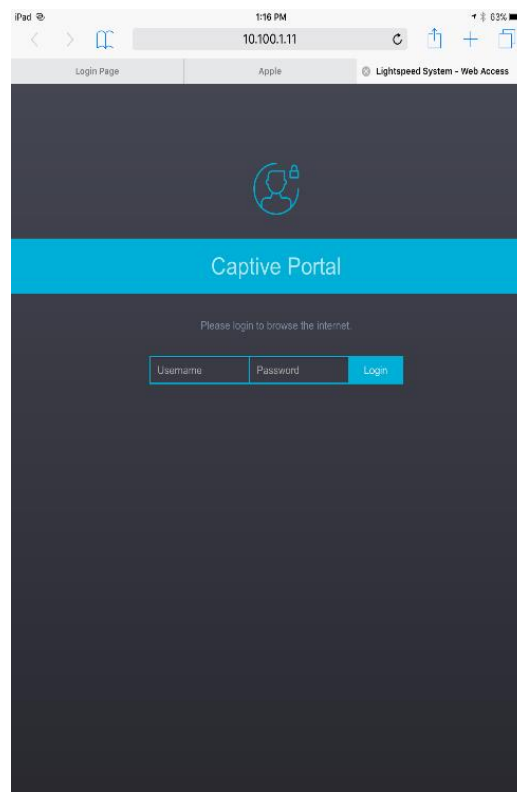 iPad 1:16 PM 63%
10.100.1.11
Login Page Apple Lightspeed System - Web Access
Captive Portal
Please login to browse the internet.
Username Password Login